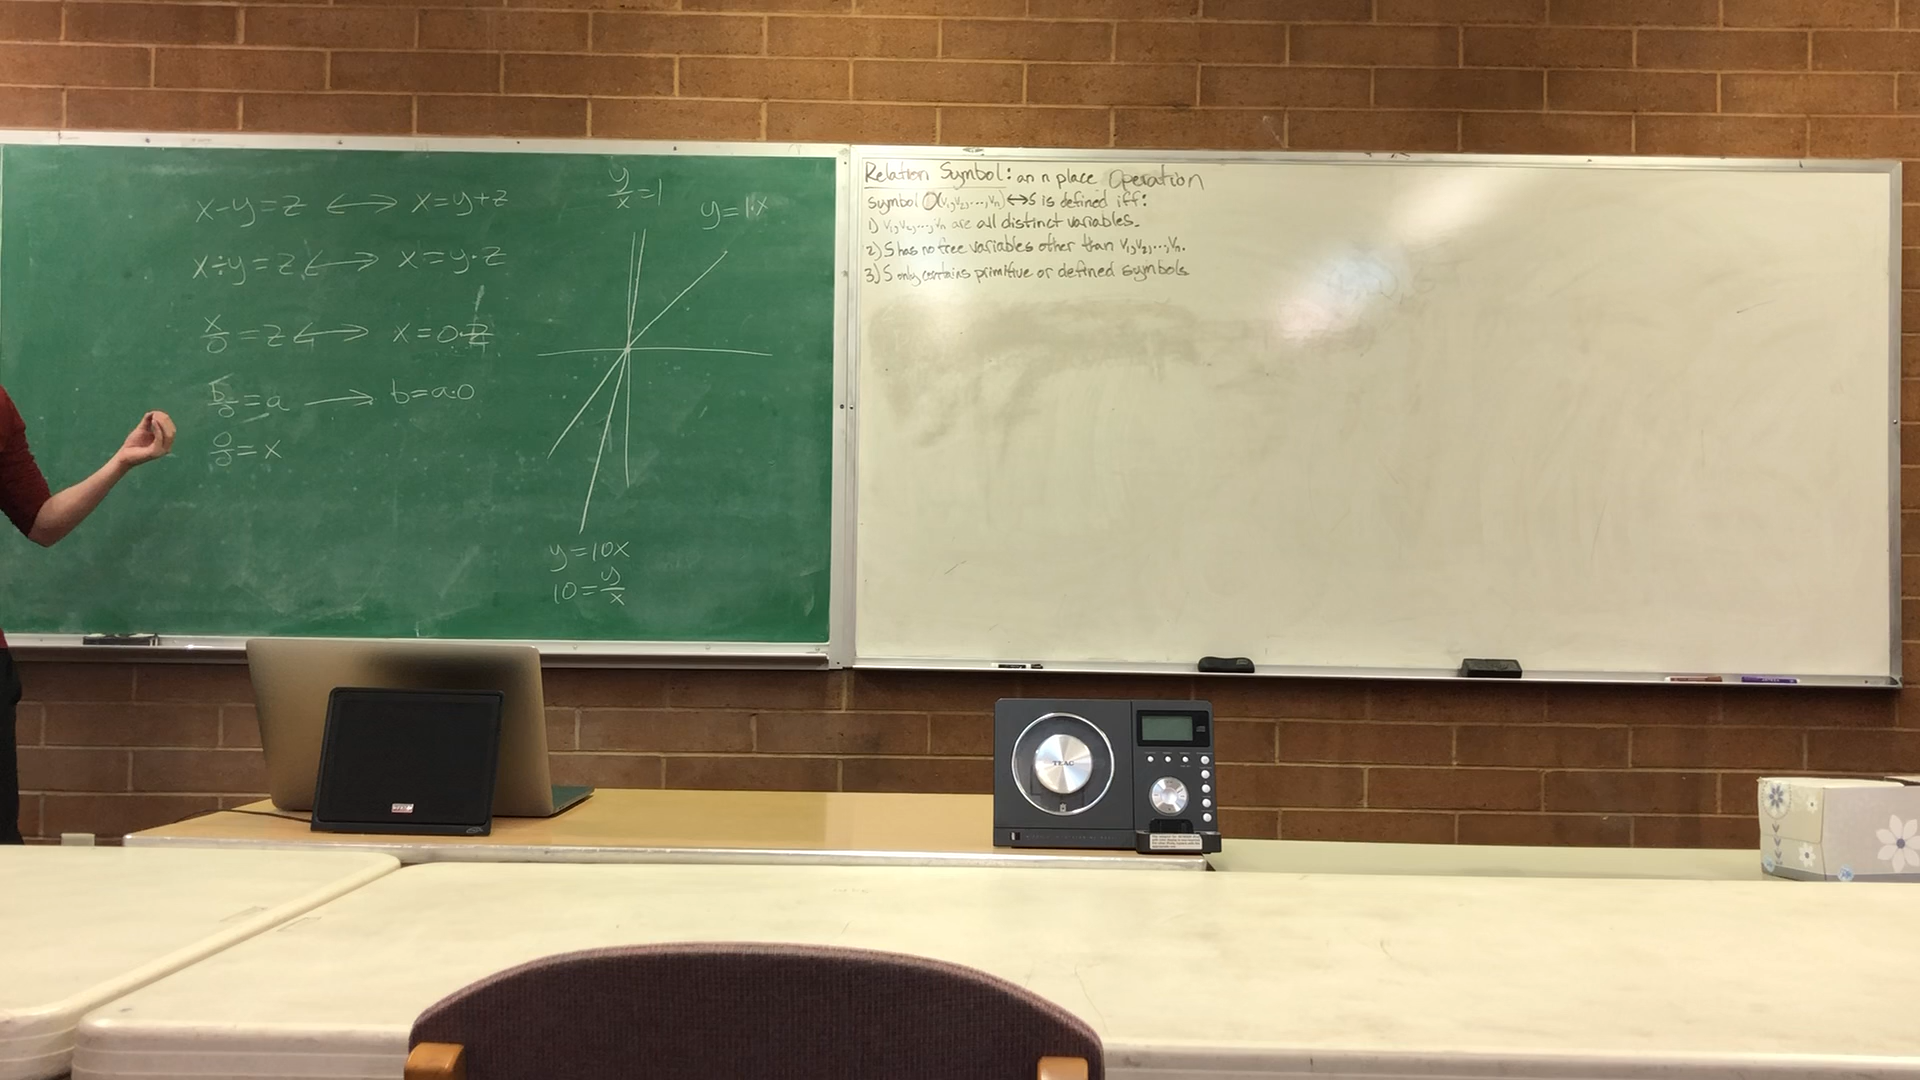 x-y=z ⟷ x=y+z
x÷y=z ⟷ x=y·z
x/0 = z ⟷ x=0·z
b/0 = a ⟶ b=a·0
0/0 = x
y/x = 1
y=1·x
y=10x
10=y/x
Relation Symbol: an n place Operation
symbol O(v₁,v₂,...,vₙ)↔S is defined iff:
1) v₁,v₂,...,vₙ are all distinct variables.
2) S has no free variables other than v₁,v₂,...,vₙ.
3) S only contains primitive or defined symbols
TEAC